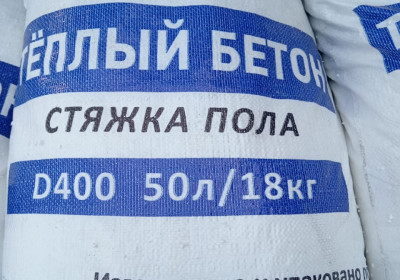 ТЁПЛЫЙ БЕТОН
СТЯЖКА ПОЛА
D400 50л/18кг